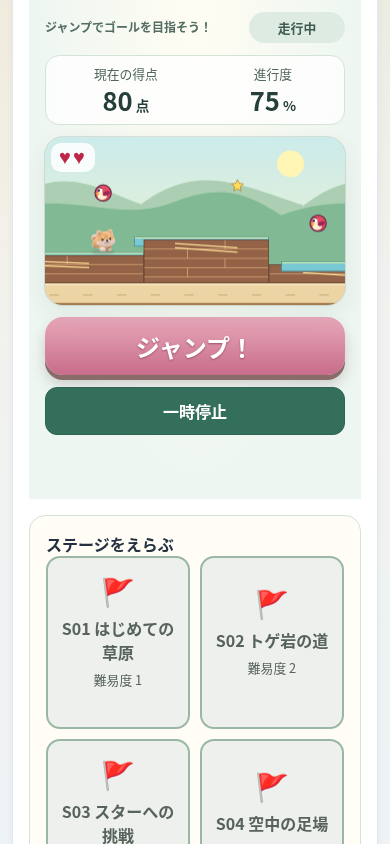 ジャンプでゴールを目指そう！
走行中
現在の得点
進行度
80 点
75 %
ジャンプ！
一時停止
ステージをえらぶ
S01 はじめての
草原
難易度 1
S02 トゲ岩の道
難易度 2
S03 スターへの
挑戦
S04 空中の足場